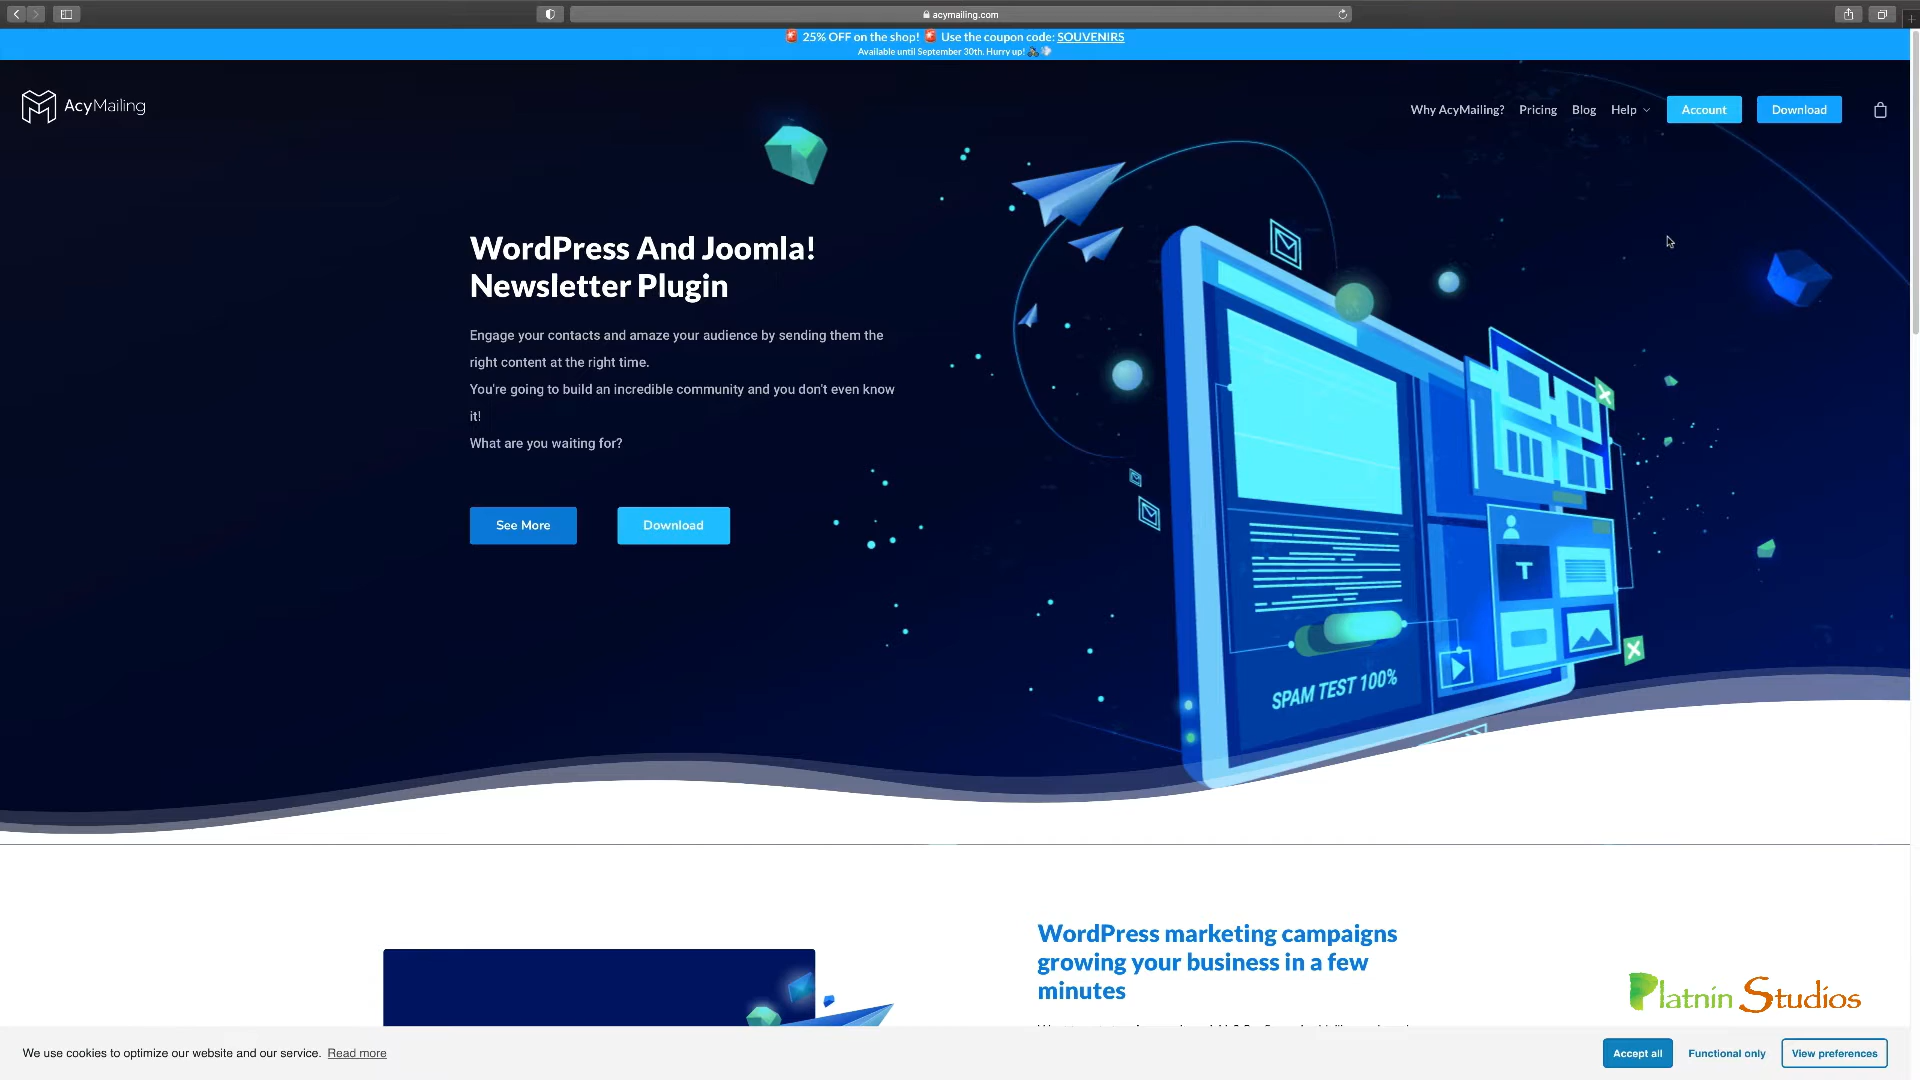 acymailing.com
25% OFF on the shop! Use the coupon code: SOUVENIRS
Available until September 30th. Hurry up!
AcyMailing
Why AcyMailing? Pricing Blog Help Account Download
WordPress And Joomla!
Newsletter Plugin
Engage your contacts and amaze your audience by sending them the
right content at the right time.
You're going to build an incredible community and you don't even know
it!
What are you waiting for?
See More Download
T
SPAM TEST 100%
WordPress marketing campaigns
growing your business in a few
minutes
Platnin Studios
We use cookies to optimize our website and our service. Read more
Accept all Functional only View preferences